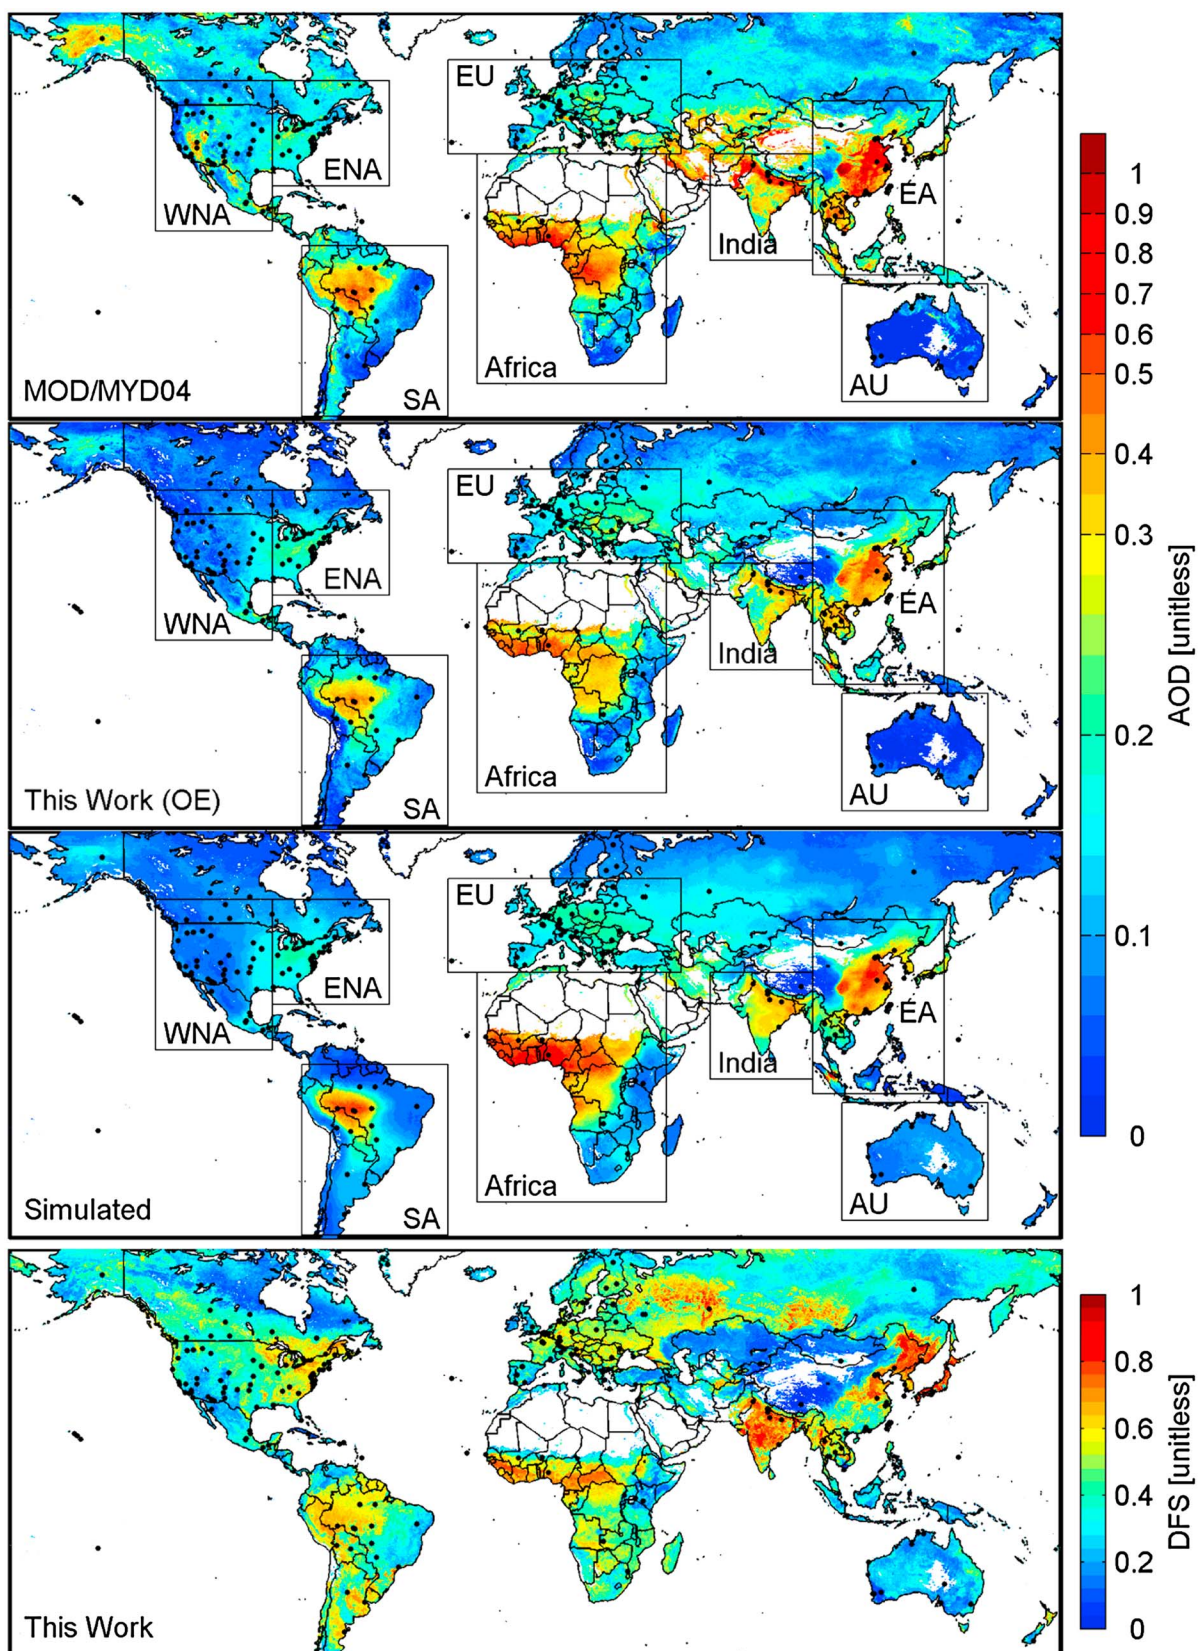 EU
ENA
WNA
EA
India
Africa
AU
SA
MOD/MYD04
EU
ENA
WNA
EA
India
Africa
AU
SA
This Work (OE)
EU
ENA
WNA
EA
India
Africa
AU
SA
Simulated
This Work
1
0.9
0.8
0.7
0.6
0.5
0.4
0.3
0.2
0.1
0
AOD [unitless]
1
0.8
0.6
0.4
0.2
0
DFS [unitless]